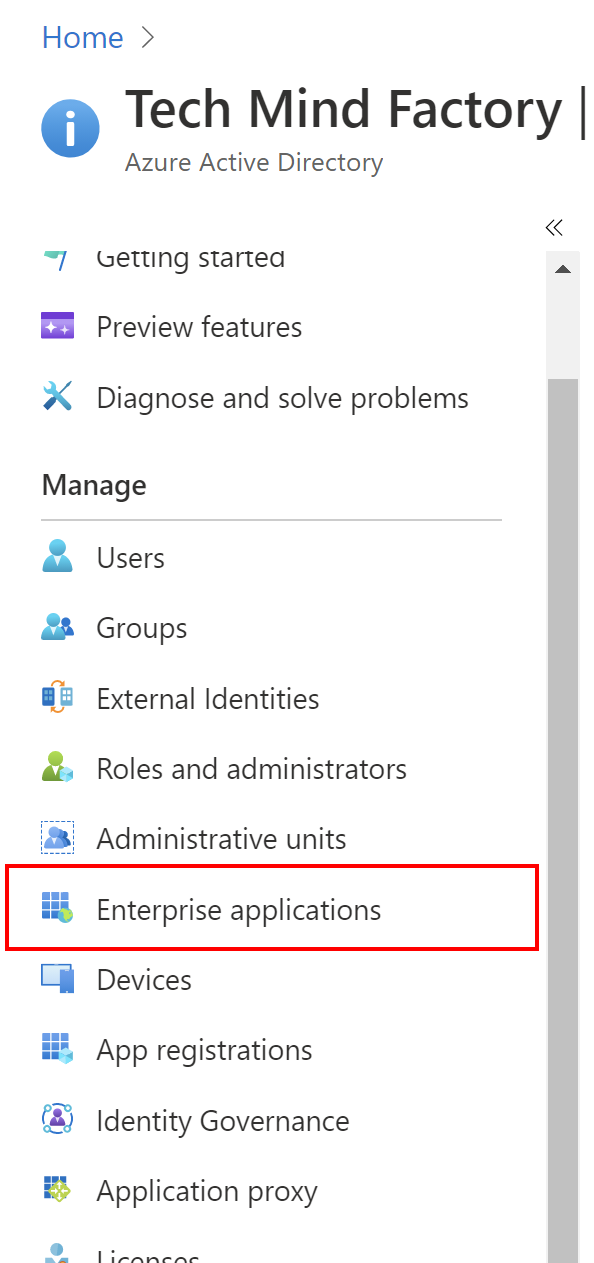 Home
Tech Mind Factory |
Azure Active Directory
Getting started
Preview features
Diagnose and solve problems
Manage
Users
Groups
External Identities
Roles and administrators
Administrative units
Enterprise applications
Devices
App registrations
Identity Governance
Application proxy
Licenses